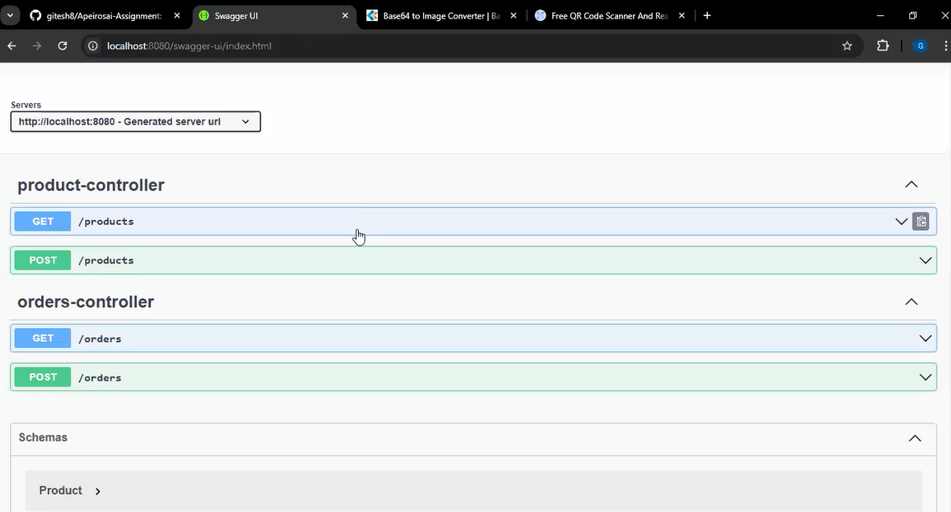 gitesh8/Apeirosai-Assignment:
Swagger UI
Base64 to Image Converter | Ba
Free QR Code Scanner And Rea
localhost:8080/swagger-ui/index.html
G
Servers
http://localhost:8080 - Generated server url
product-controller
GET /products
POST /products
orders-controller
GET /orders
POST /orders
Schemas
Product